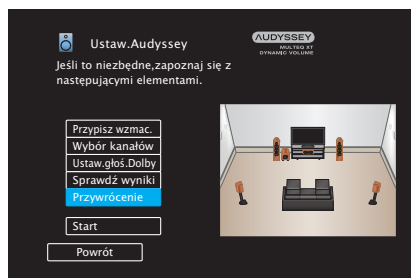 Ustaw.Audyssey
AUDYSSEY
MULTEQ XT
DYNAMIC VOLUME
Jeśli to niezbędne,zapoznaj się z
następującymi elementami.
Przypisz wzmac.
Wybór kanałów
Ustaw.głoś.Dolby
Sprawdź wyniki
Przywrócenie
Start
Powrót